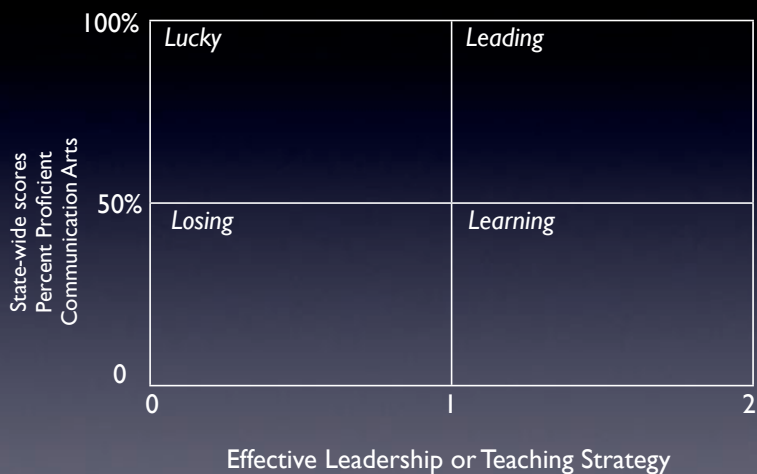 100%
Lucky
Leading
State-wide scores
Percent Proficient
Communication Arts
50%
Losing
Learning
0
0
1
2
Effective Leadership or Teaching Strategy